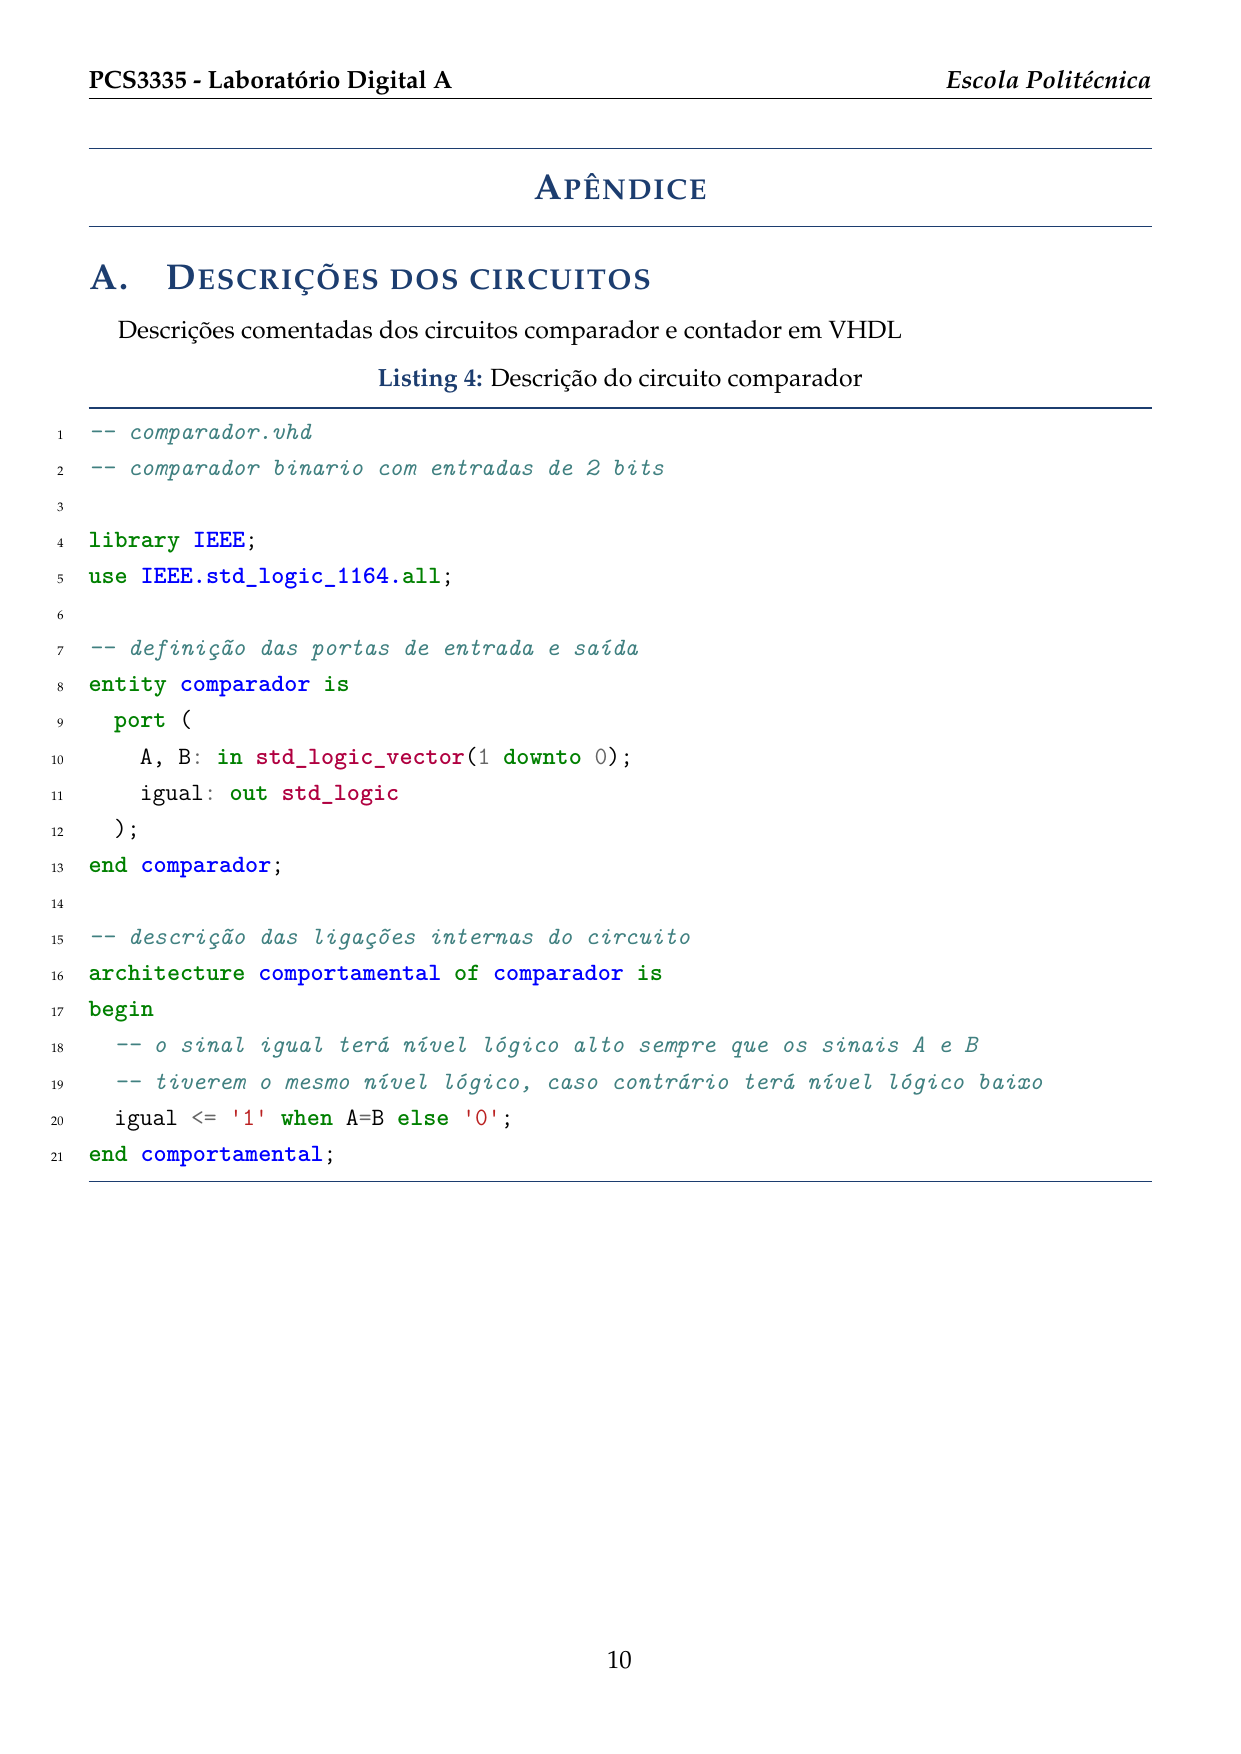 PCS3335 - Laboratório Digital A Escola Politécnica
APÊNDICE
A. DESCRIÇÕES DOS CIRCUITOS
Descrições comentadas dos circuitos comparador e contador em VHDL
Listing 4: Descrição do circuito comparador
1 -- comparador.vhd
2 -- comparador binario com entradas de 2 bits
3
4 library IEEE;
5 use IEEE.std_logic_1164.all;
6
7 -- definição das portas de entrada e saída
8 entity comparador is
9 port (
10 A, B: in std_logic_vector(1 downto 0);
11 igual: out std_logic
12 );
13 end comparador;
14
15 -- descrição das ligações internas do circuito
16 architecture comportamental of comparador is
17 begin
18 -- o sinal igual terá nível lógico alto sempre que os sinais A e B
19 -- tiverem o mesmo nível lógico, caso contrário terá nível lógico baixo
20 igual <= '1' when A=B else '0';
21 end comportamental;
10